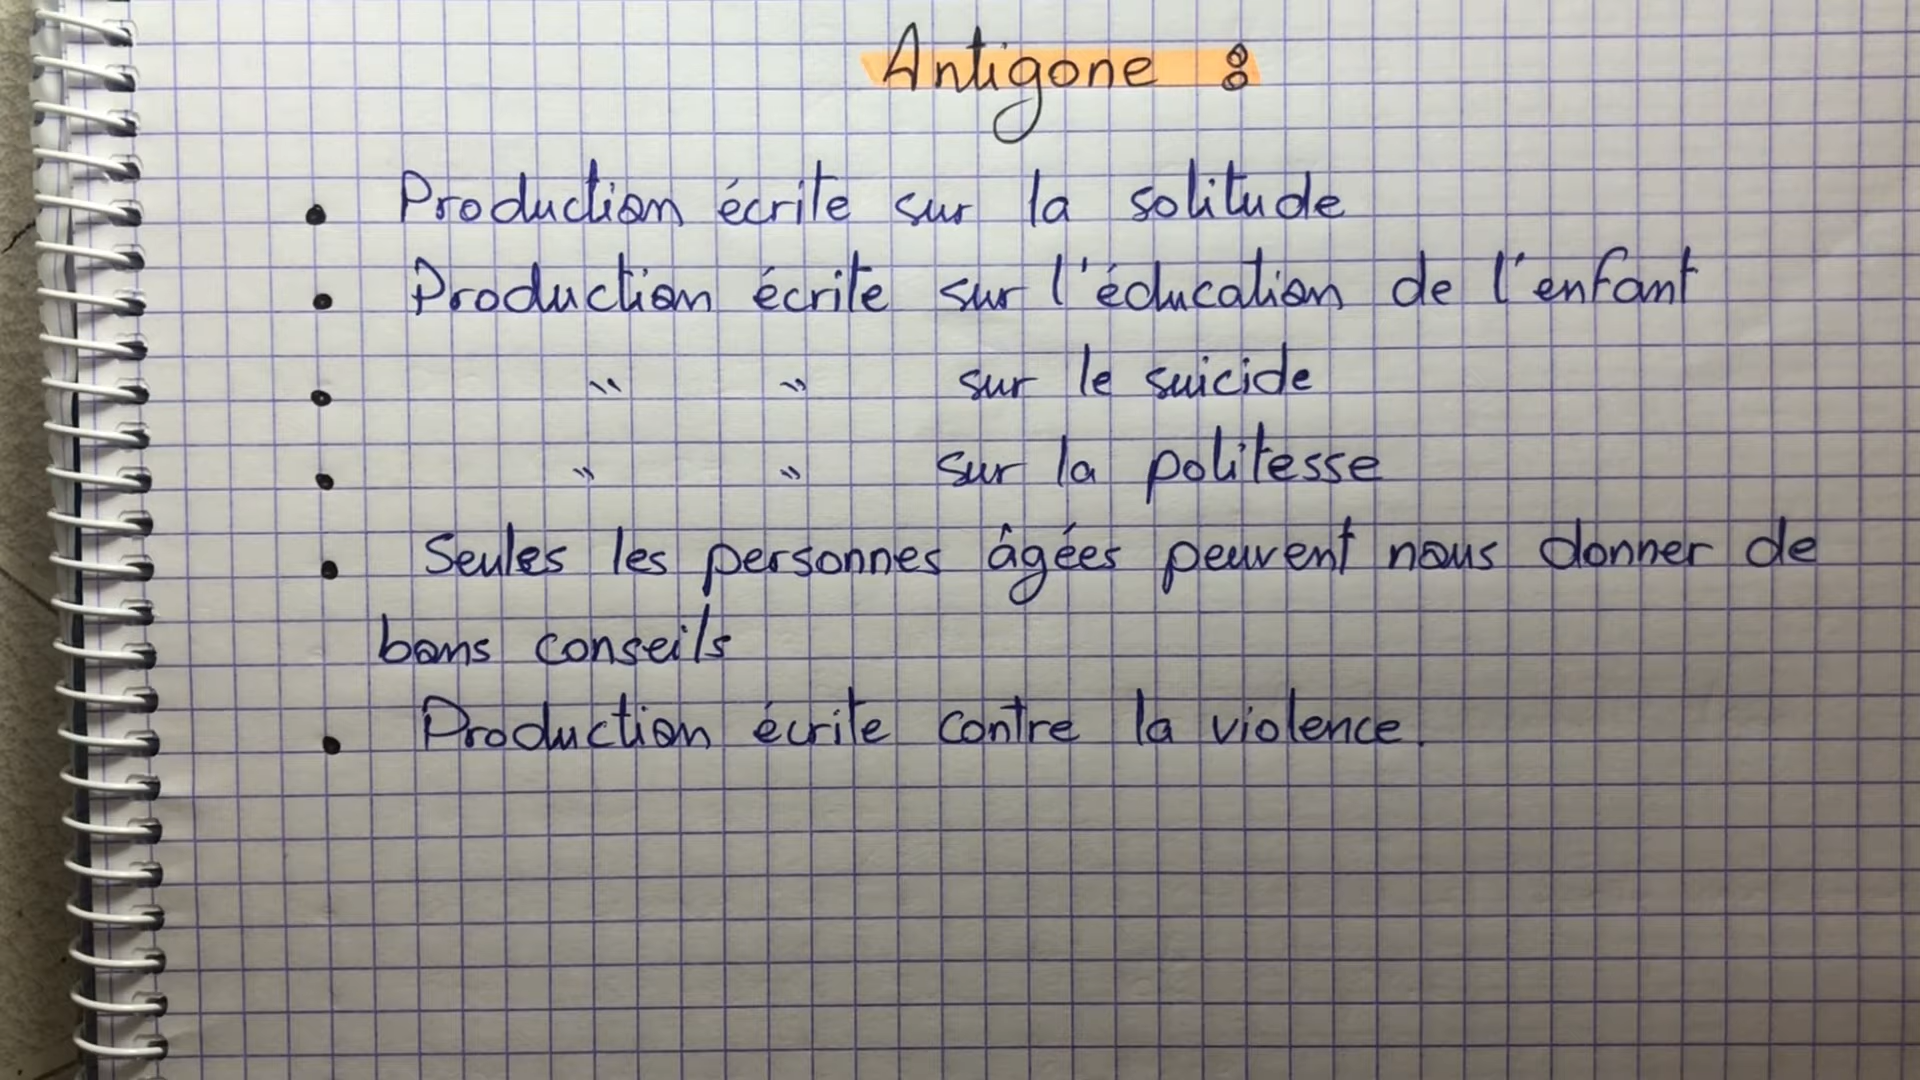 Antigone :
• Production écrite sur la solitude
• Production écrite sur l'éducation de l'enfant
• " " sur le suicide
• " " sur la politesse
• Seules les personnes âgées peuvent nous donner de
bons conseils
• Production écrite contre la violence.